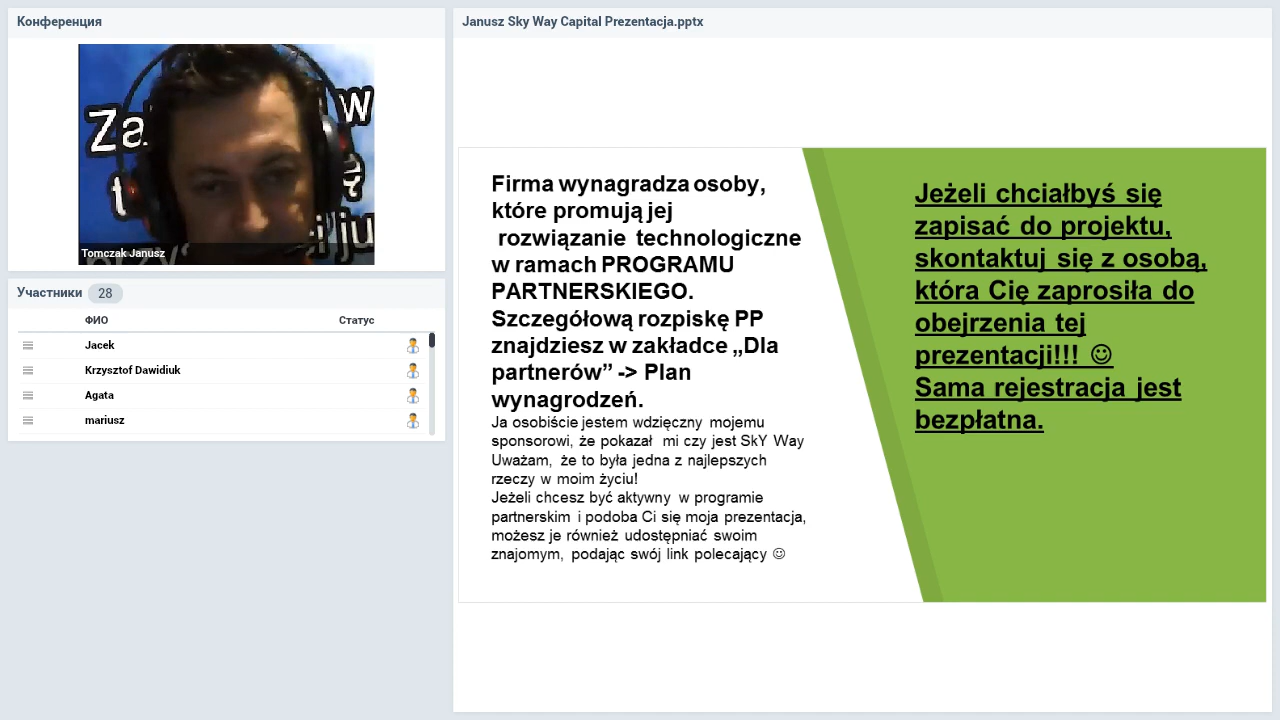 Конференция
Za
w
t
ę
ju
Tomczak Janusz
Участники 28
ФИО Статус
Jacek
Krzysztof Dawidiuk
Agata
mariusz
Janusz Sky Way Capital Prezentacja.pptx
Firma wynagradza osoby,
które promują jej
rozwiązanie technologiczne
w ramach PROGRAMU
PARTNERSKIEGO.
Szczegółową rozpiskę PP
znajdziesz w zakładce „Dla
partnerów” -> Plan
wynagrodzeń.
Ja osobiście jestem wdzięczny mojemu
sponsorowi, że pokazał mi czy jest SkY Way
Uważam, że to była jedna z najlepszych
rzeczy w moim życiu!
Jeżeli chcesz być aktywny w programie
partnerskim i podoba Ci się moja prezentacja,
możesz je również udostępniać swoim
znajomym, podając swój link polecający ☺
Jeżeli chciałbyś się
zapisać do projektu,
skontaktuj się z osobą,
która Cię zaprosiła do
obejrzenia tej
prezentacji!!! ☺
Sama rejestracja jest
bezpłatna.